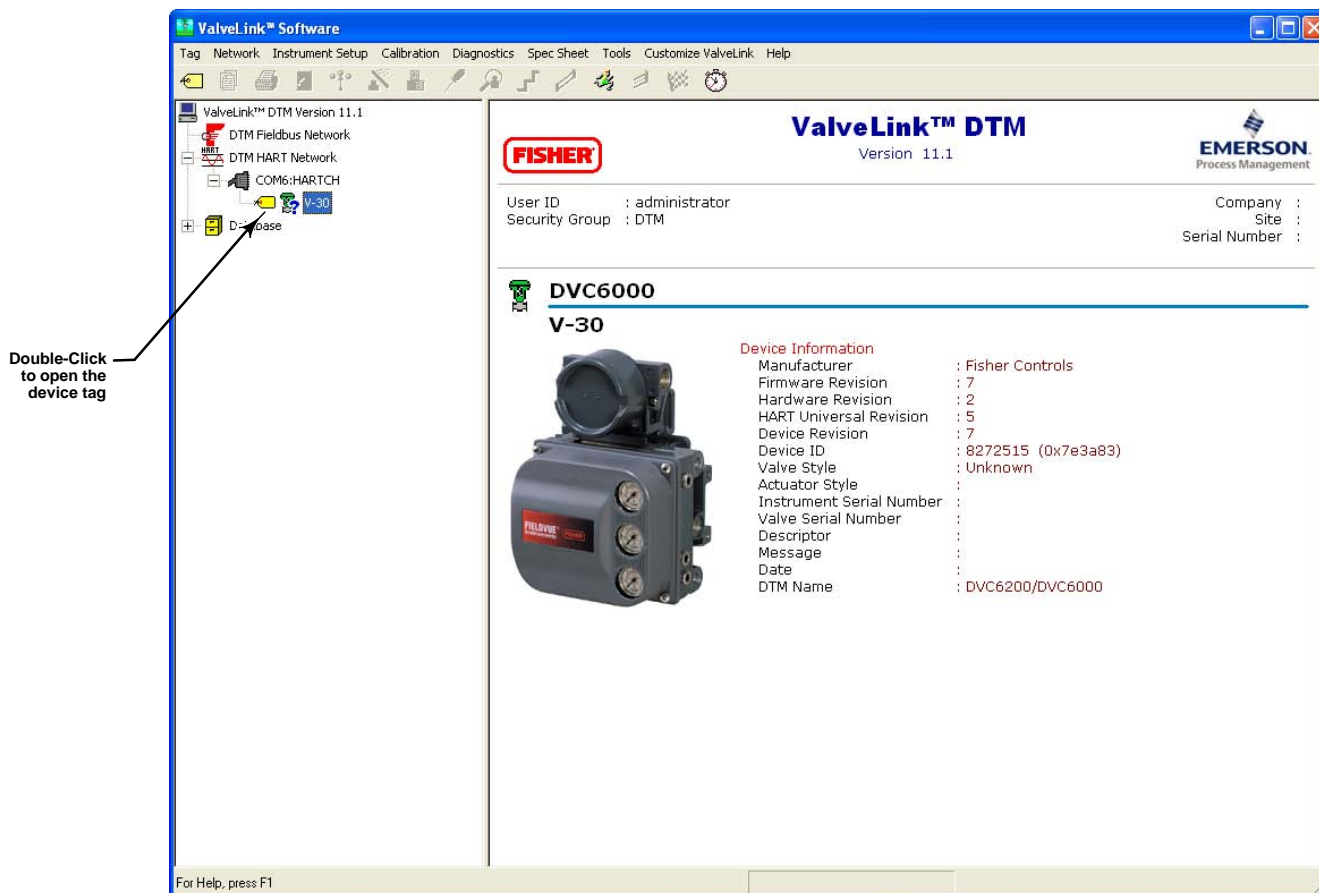 ValveLink™ Software
Tag Network Instrument Setup Calibration Diagnostics Spec Sheet Tools Customize ValveLink Help
ValveLink™ DTM Version 11.1
DTM Fieldbus Network
HART DTM HART Network
COM6:HARTCH
V-30
Database
Double-Click
to open the
device tag
FISHER
ValveLink™ DTM
Version 11.1
EMERSON.
Process Management
User ID : administrator
Security Group : DTM
Company :
Site :
Serial Number :
DVC6000
V-30
FIELDVUE
FISHER
Device Information
Manufacturer : Fisher Controls
Firmware Revision : 7
Hardware Revision : 2
HART Universal Revision : 5
Device Revision : 7
Device ID : 8272515 (0x7e3a83)
Valve Style : Unknown
Actuator Style :
Instrument Serial Number :
Valve Serial Number :
Descriptor :
Message :
Date :
DTM Name : DVC6200/DVC6000
For Help, press F1